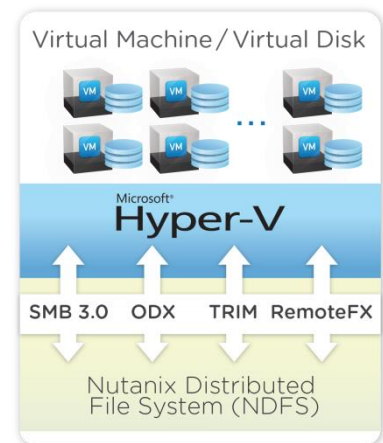 Virtual Machine / Virtual Disk
VM VM VM
...
VM VM VM
Microsoft®
Hyper-V
SMB 3.0 ODX TRIM RemoteFX
Nutanix Distributed
File System (NDFS)